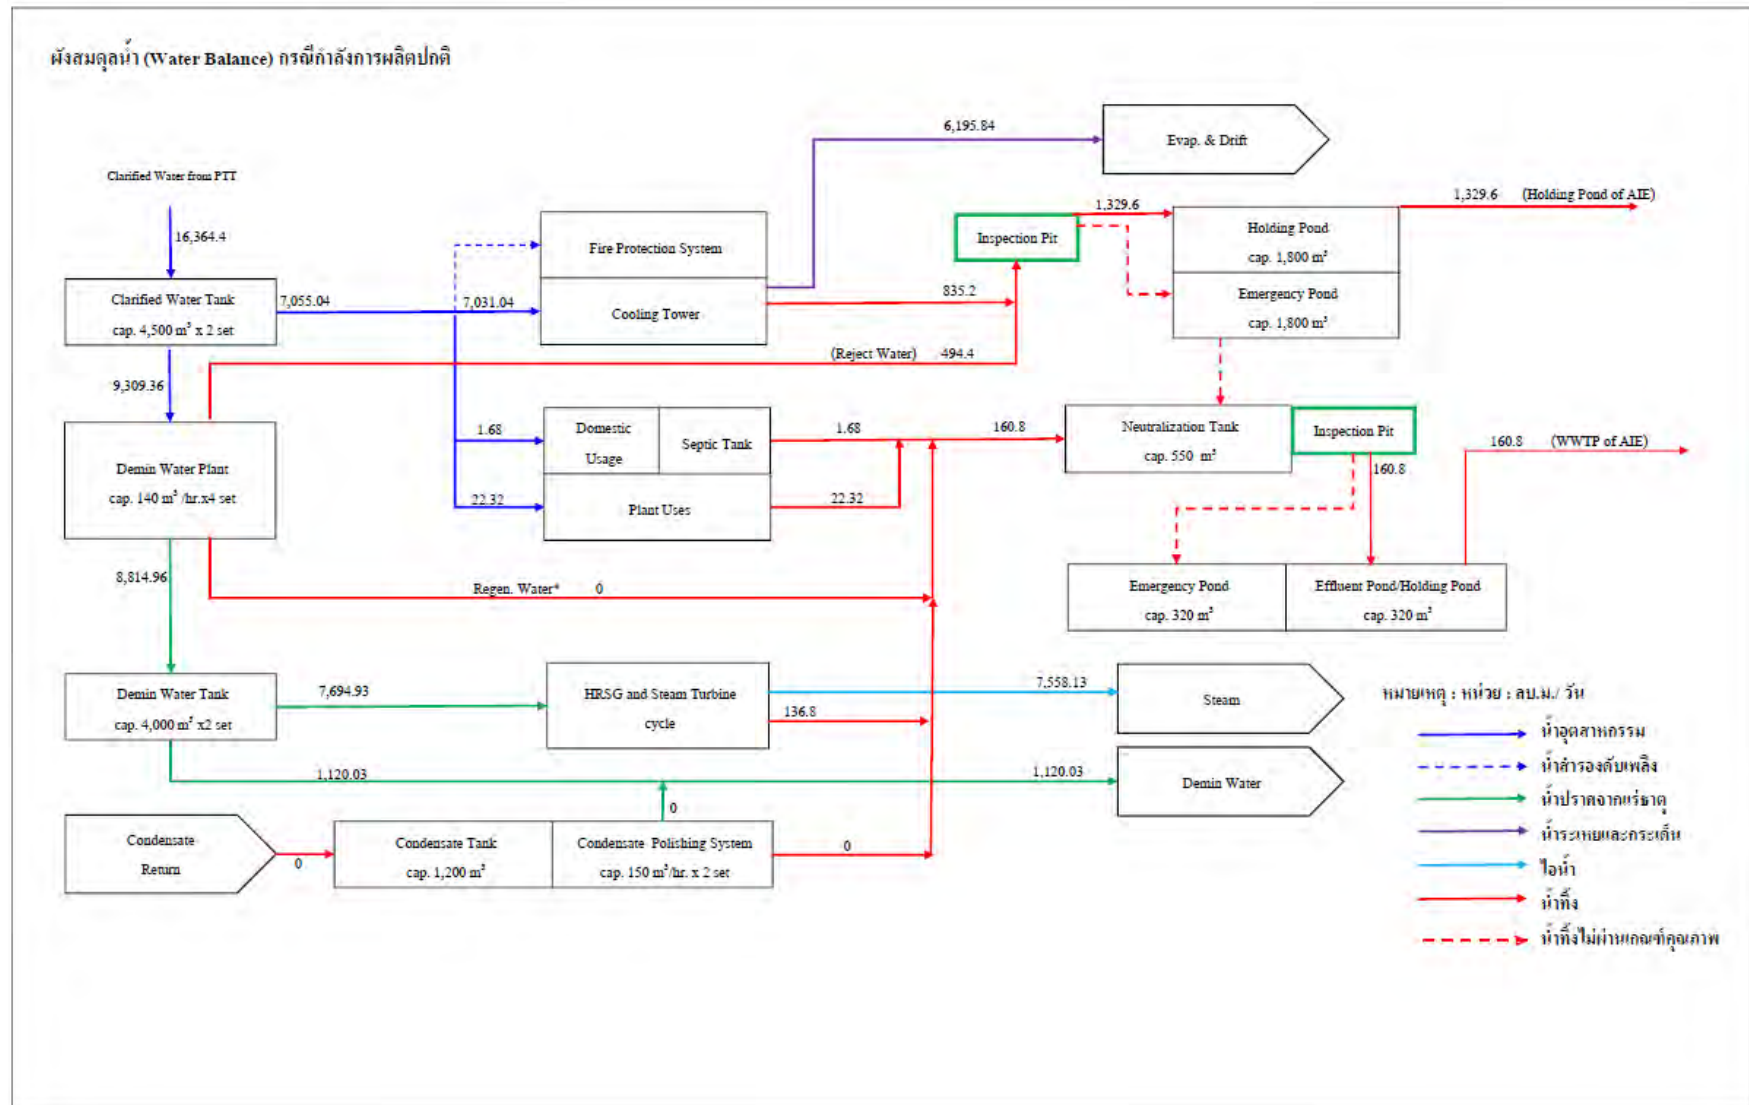 ผังสมดุลน้ำ (Water Balance) กรณีกำลังการผลิตปกติ
6,195.84
Evap. & Drift
Clarified Water from PTT
16,364.4
1,329.6
1,329.6 (Holding Pond of AIE)
Inspection Pit
Holding Pond
cap. 1,800 m³
Fire Protection System
Clarified Water Tank
cap. 4,500 m³ x 2 set
7,055.04
7,031.04
Cooling Tower
835.2
Emergency Pond
cap. 1,800 m³
(Reject Water) 494.4
9,309.36
Demin Water Plant
cap. 140 m³ /hr.x4 set
1.68
Domestic
Usage
Septic Tank
1.68
160.8
Neutralization Tank
cap. 550 m³
Inspection Pit
160.8 (WWTP of AIE)
160.8
22.32
Plant Uses
22.32
8,814.96
Regen. Water* 0
Emergency Pond
cap. 320 m³
Effluent Pond/Holding Pond
cap. 320 m³
Demin Water Tank
cap. 4,000 m³ x2 set
7,694.93
HRSG and Steam Turbine
cycle
7,558.13
136.8
Steam
1,120.03
1,120.03
Demin Water
0
Condensate
Return
0
Condensate Tank
cap. 1,200 m³
Condensate Polishing System
cap. 150 m³/hr. x 2 set
0
หมายเหตุ : หน่วย : ลบ.ม./ วัน
น้ำอุตสาหกรรม
น้ำสำรองดับเพลิง
น้ำปราศจากแร่ธาตุ
น้ำระเหยและกระเด็น
ไอน้ำ
น้ำทิ้ง
น้ำทิ้งไม่ผ่านเกณฑ์คุณภาพ